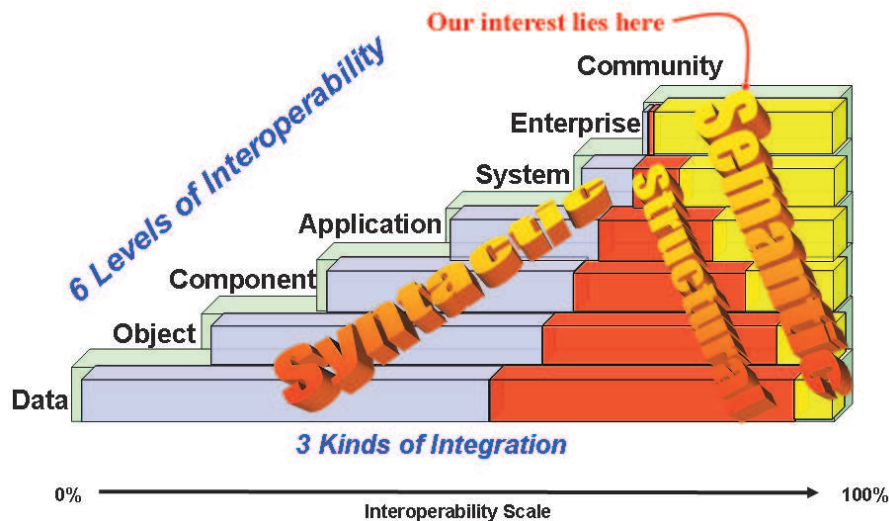 Our interest lies here
6 Levels of Interoperability
Community
Enterprise
System
Application
Component
Object
Data
Syntactic
Structural
Semantic
3 Kinds of Integration
0%
100%
Interoperability Scale